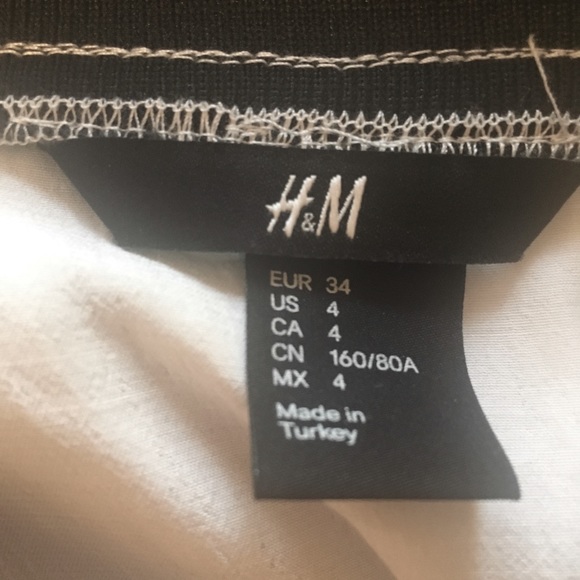 H&M
EUR 34
US 4
CA 4
CN 160/80A
MX 4
Made in
Turkey